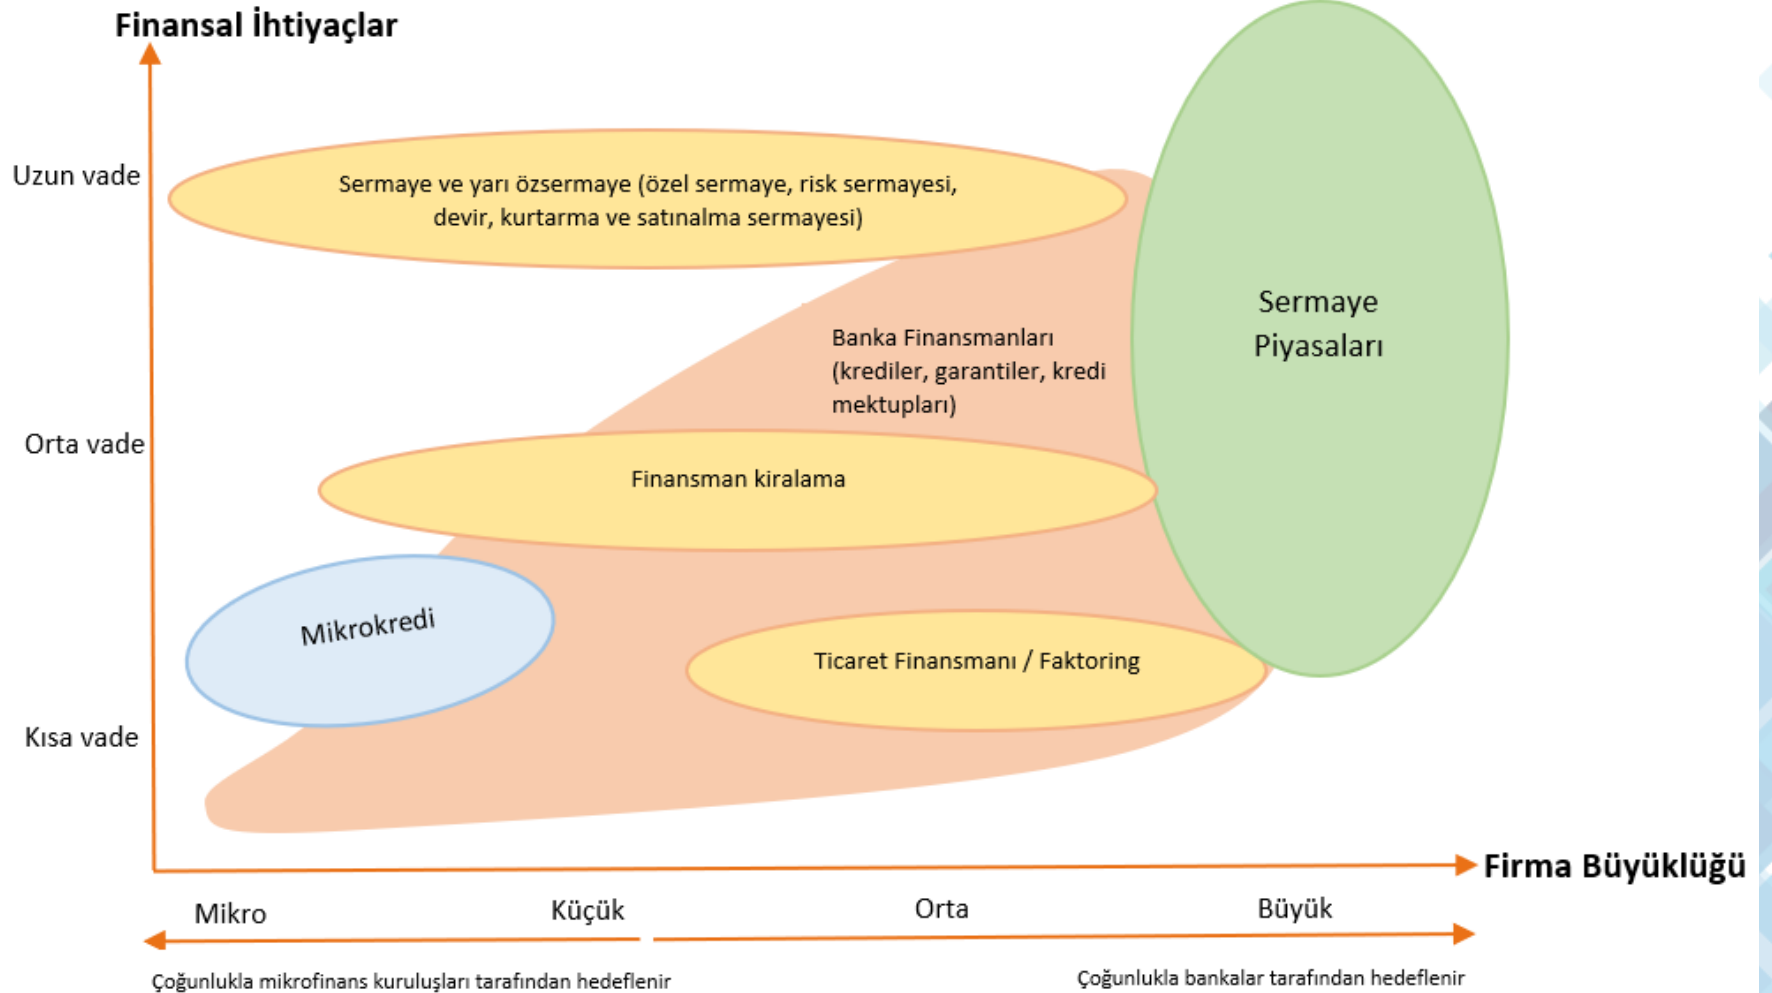 Finansal İhtiyaçlar
Uzun vade
Sermaye ve yarı özsermaye (özel sermaye, risk sermayesi,
devir, kurtarma ve satınalma sermayesi)
Sermaye
Piyasaları
Banka Finansmanları
(krediler, garantiler, kredi
mektupları)
Orta vade
Finansman kiralama
Mikrokredi
Ticaret Finansmanı / Faktoring
Kısa vade
Firma Büyüklüğü
Mikro
Küçük
Orta
Büyük
Çoğunlukla mikrofinans kuruluşları tarafından hedeflenir
Çoğunlukla bankalar tarafından hedeflenir